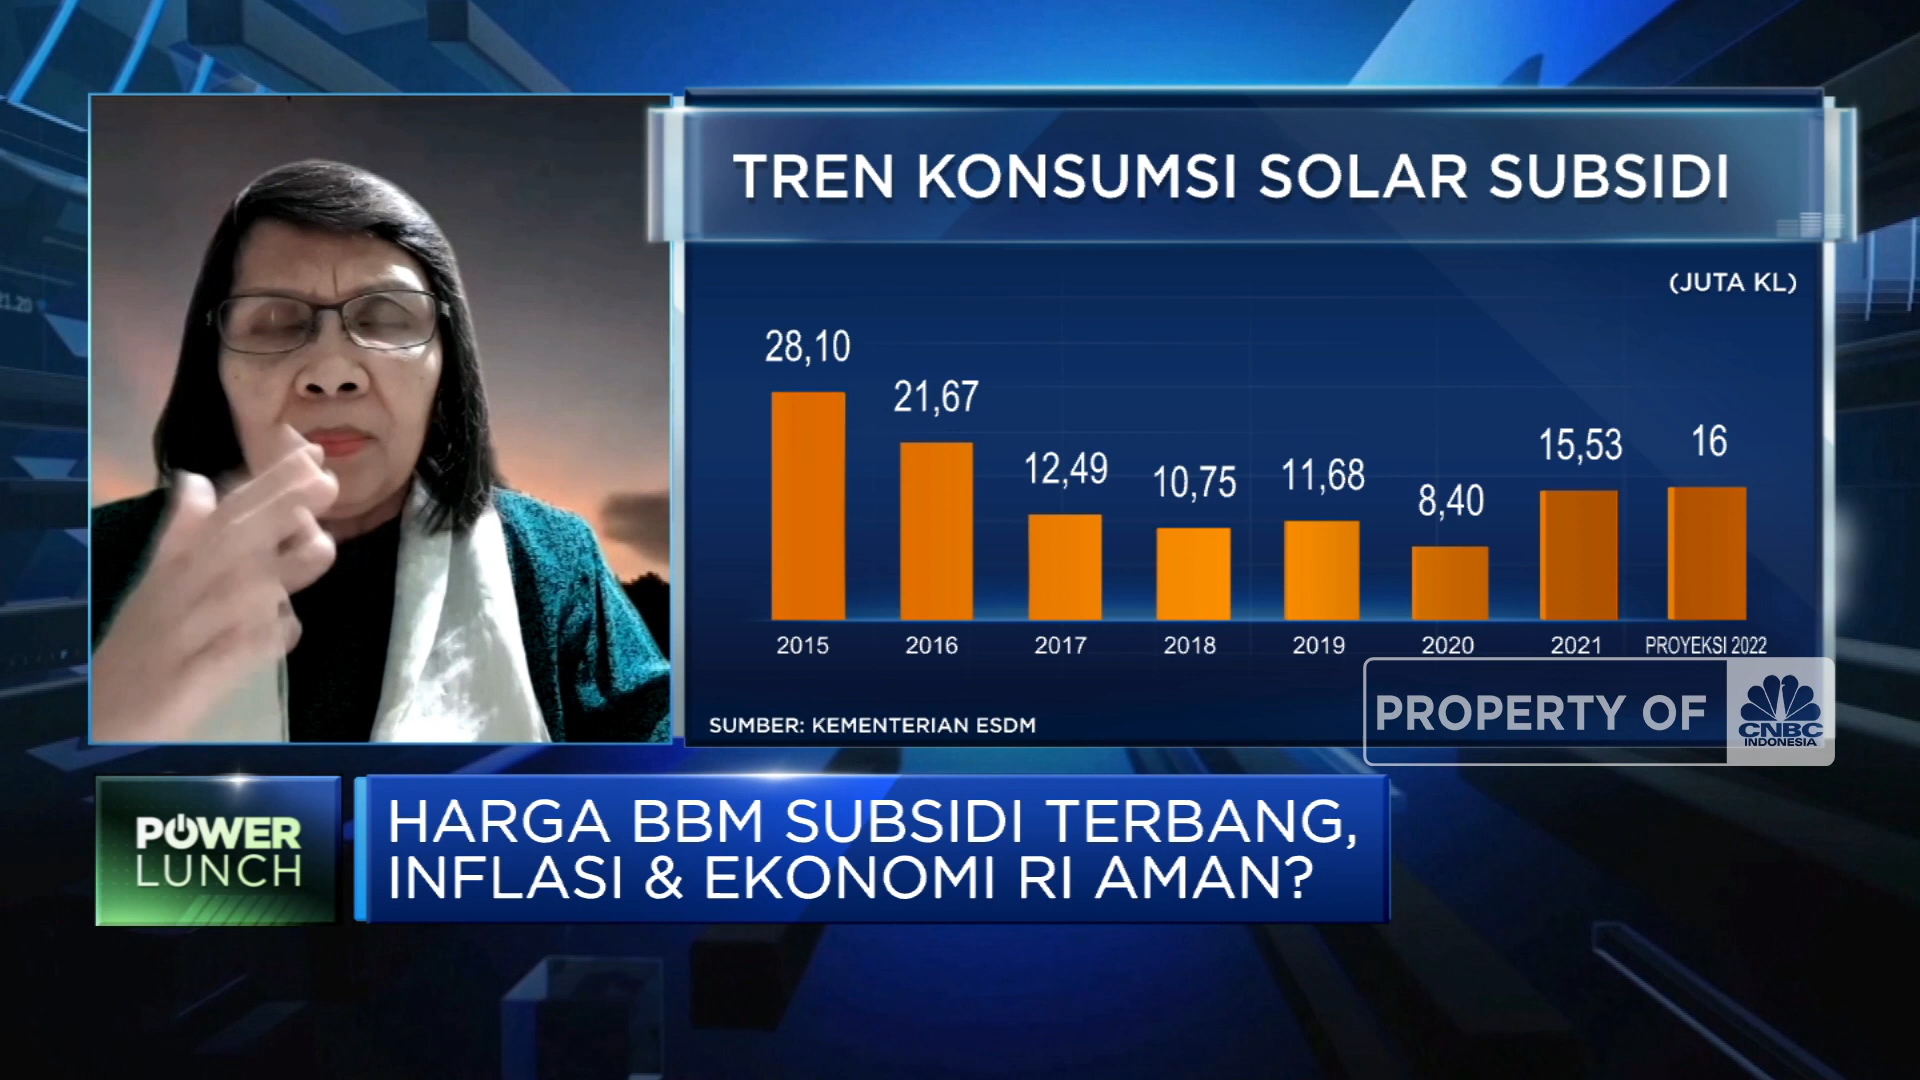 TREN KONSUMSI SOLAR SUBSIDI
(JUTA KL)
28,10
21,67
12,49
10,75
11,68
8,40
15,53
16
2015
2016
2017
2018
2019
2020
2021
PROYEKSI 2022
SUMBER: KEMENTERIAN ESDM
PROPERTY OF
CNBC
INDONESIA
POWER
LUNCH
HARGA BBM SUBSIDI TERBANG,
INFLASI & EKONOMI RI AMAN?